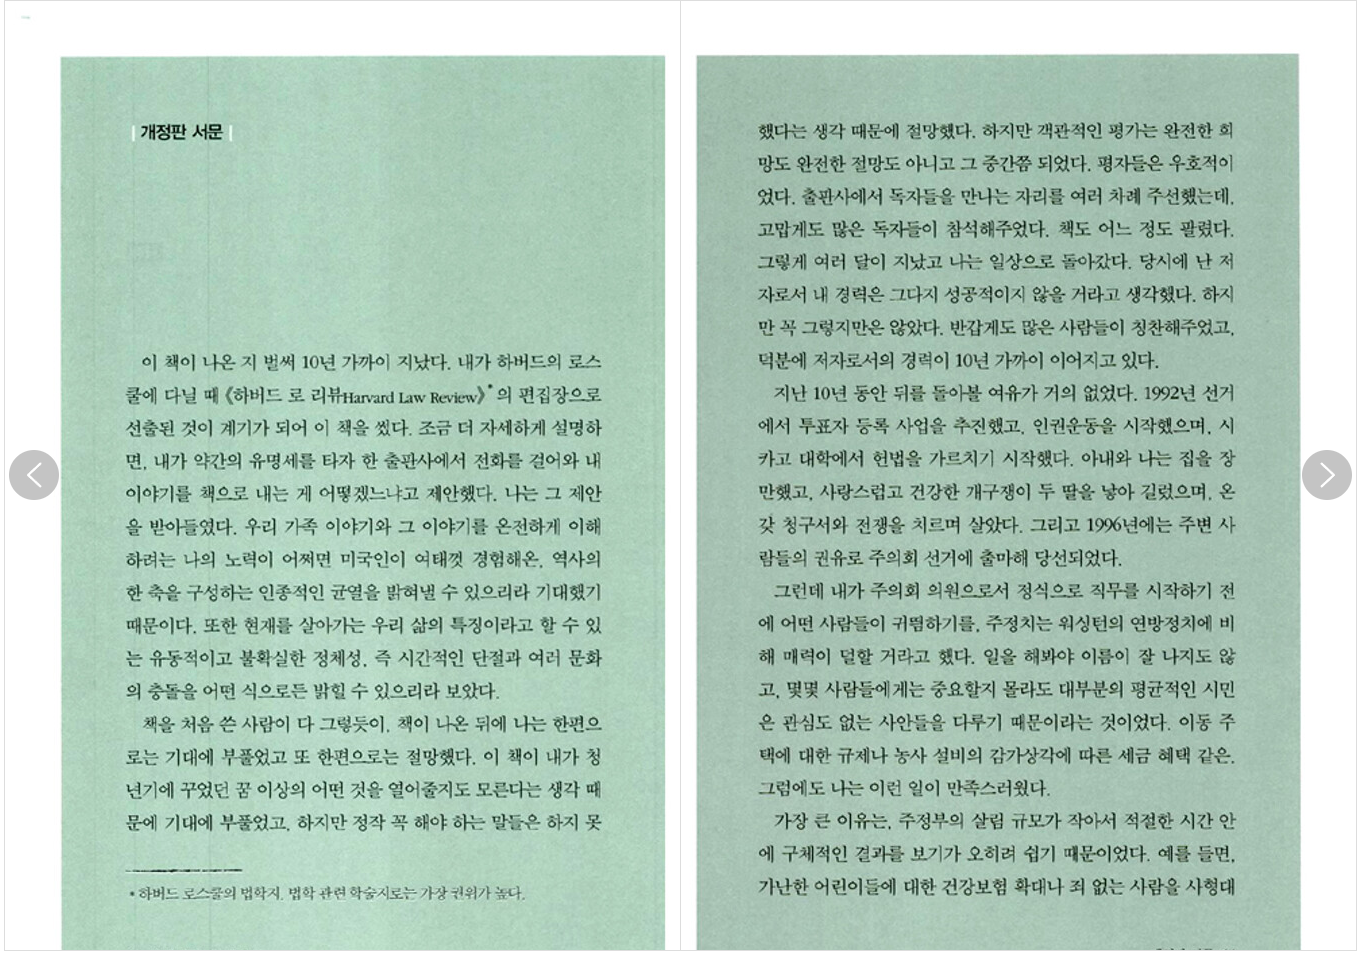 | 개정판 서문 |
이 책이 나온 지 벌써 10년 가까이 지났다. 내가 하버드의 로스
쿨에 다닐 때 《하버드 로 리뷰Harvard Law Review》*의 편집장으로
선출된 것이 계기가 되어 이 책을 썼다. 조금 더 자세하게 설명하
면, 내가 약간의 유명세를 타자 한 출판사에서 전화를 걸어와 내
이야기를 책으로 내는 게 어떻겠느냐고 제안했다. 나는 그 제안
을 받아들였다. 우리 가족 이야기와 그 이야기를 온전하게 이해
하려는 나의 노력이 어쩌면 미국인이 여태껏 경험해온, 역사의
한 축을 구성하는 인종적인 균열을 밝혀낼 수 있으리라 기대했기
때문이다. 또한 현재를 살아가는 우리 삶의 특징이라고 할 수 있
는 유동적이고 불확실한 정체성, 즉 시간적인 단절과 여러 문화
의 충돌을 어떤 식으로든 밝힐 수 있으리라 보았다.
책을 처음 쓴 사람이 다 그렇듯이, 책이 나온 뒤에 나는 한편으
로는 기대에 부풀었고 또 한편으로는 절망했다. 이 책이 내가 청
년기에 꾸었던 꿈 이상의 어떤 것을 열어줄지도 모른다는 생각 때
문에 기대에 부풀었고, 하지만 정작 꼭 해야 하는 말들은 하지 못
* 하버드 로스쿨의 법학지. 법학 관련 학술지로는 가장 권위가 높다.
했다는 생각 때문에 절망했다. 하지만 객관적인 평가는 완전한 희
망도 완전한 절망도 아니고 그 중간쯤 되었다. 평자들은 우호적이
었다. 출판사에서 독자들을 만나는 자리를 여러 차례 주선했는데,
고맙게도 많은 독자들이 참석해주었다. 책도 어느 정도 팔렸다.
그렇게 여러 달이 지났고 나는 일상으로 돌아갔다. 당시에 난 저
자로서 내 경력은 그다지 성공적이지 않을 거라고 생각했다. 하지
만 꼭 그렇지만은 않았다. 반갑게도 많은 사람들이 칭찬해주었고,
덕분에 저자로서의 경력이 10년 가까이 이어지고 있다.
지난 10년 동안 뒤를 돌아볼 여유가 거의 없었다. 1992년 선거
에서 투표자 등록 사업을 추진했고, 인권운동을 시작했으며, 시
카고 대학에서 헌법을 가르치기 시작했다. 아내와 나는 집을 장
만했고, 사랑스럽고 건강한 개구쟁이 두 딸을 낳아 길렀으며, 온
갖 청구서와 전쟁을 치르며 살았다. 그리고 1996년에는 주변 사
람들의 권유로 주의회 선거에 출마해 당선되었다.
그런데 내가 주의회 의원으로서 정식으로 직무를 시작하기 전
에 어떤 사람들이 귀띔하기를, 주정치는 워싱턴의 연방정치에 비
해 매력이 덜할 거라고 했다. 일을 해봐야 이름이 잘 나지도 않
고, 몇몇 사람들에게는 중요할지 몰라도 대부분의 평균적인 시민
은 관심도 없는 사안들을 다루기 때문이라는 것이었다. 이동 주
택에 대한 규제나 농사 설비의 감가상각에 따른 세금 혜택 같은.
그럼에도 나는 이런 일이 만족스러웠다.
가장 큰 이유는, 주정부의 살림 규모가 작아서 적절한 시간 안
에 구체적인 결과를 보기가 오히려 쉽기 때문이었다. 예를 들면,
가난한 어린이들에 대한 건강보험 확대나 죄 없는 사람을 사형대